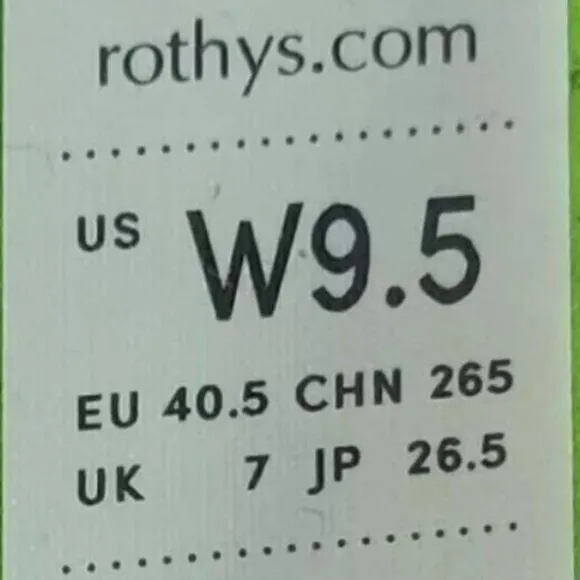 rothys.com
US W9.5
EU 40.5 CHN 265
UK 7 JP 26.5